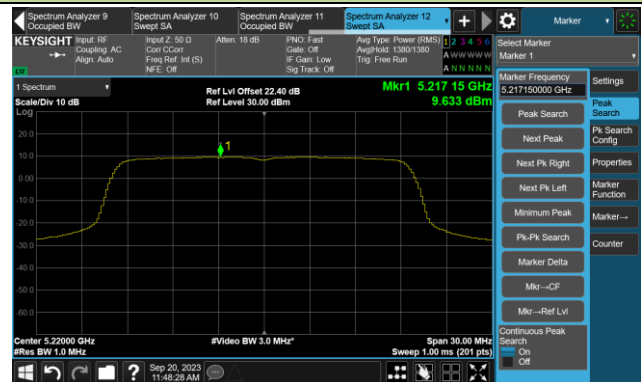 Spectrum Analyzer 9
Occupied BW
Spectrum Analyzer 10
Swept SA
Spectrum Analyzer 11
Occupied BW
Spectrum Analyzer 12
Swept SA
Marker
KEYSIGHT
Input: RF
Coupling: AC
Align: Auto
Input Z: 50 Ω
Corr CCorr
Freq Ref: Int (S)
NFE: Off
Atten: 18 dB
PNO: Fast
Gate: Off
IF Gain: Low
Sig Track: Off
Avg Type: Power (RMS)
Avg|Hold: 1380/1380
Trig: Free Run
1 2 3 4 5 6
A W W W W W
A N N N N N
Select Marker
Marker 1
1 Spectrum
Scale/Div 10 dB
Log
Ref Lvl Offset 22.40 dB
Ref Level 30.00 dBm
Mkr1 5.217 15 GHz
9.633 dBm
20.0
10.0
0.00
-10.0
-20.0
-30.0
-40.0
-50.0
-60.0
1
Center 5.22000 GHz
#Res BW 1.0 MHz
#Video BW 3.0 MHz*
Span 30.00 MHz
Sweep 1.00 ms (201 pts)
Marker Frequency
5.217150000 GHz
Peak Search
Next Peak
Next Pk Right
Next Pk Left
Minimum Peak
Pk-Pk Search
Marker Delta
Mkr→CF
Mkr→Ref Lvl
Continuous Peak
Search
On
Off
Settings
Peak
Search
Pk Search
Config
Properties
Marker
Function
Marker→
Counter
Sep 20, 2023
11:48:28 AM